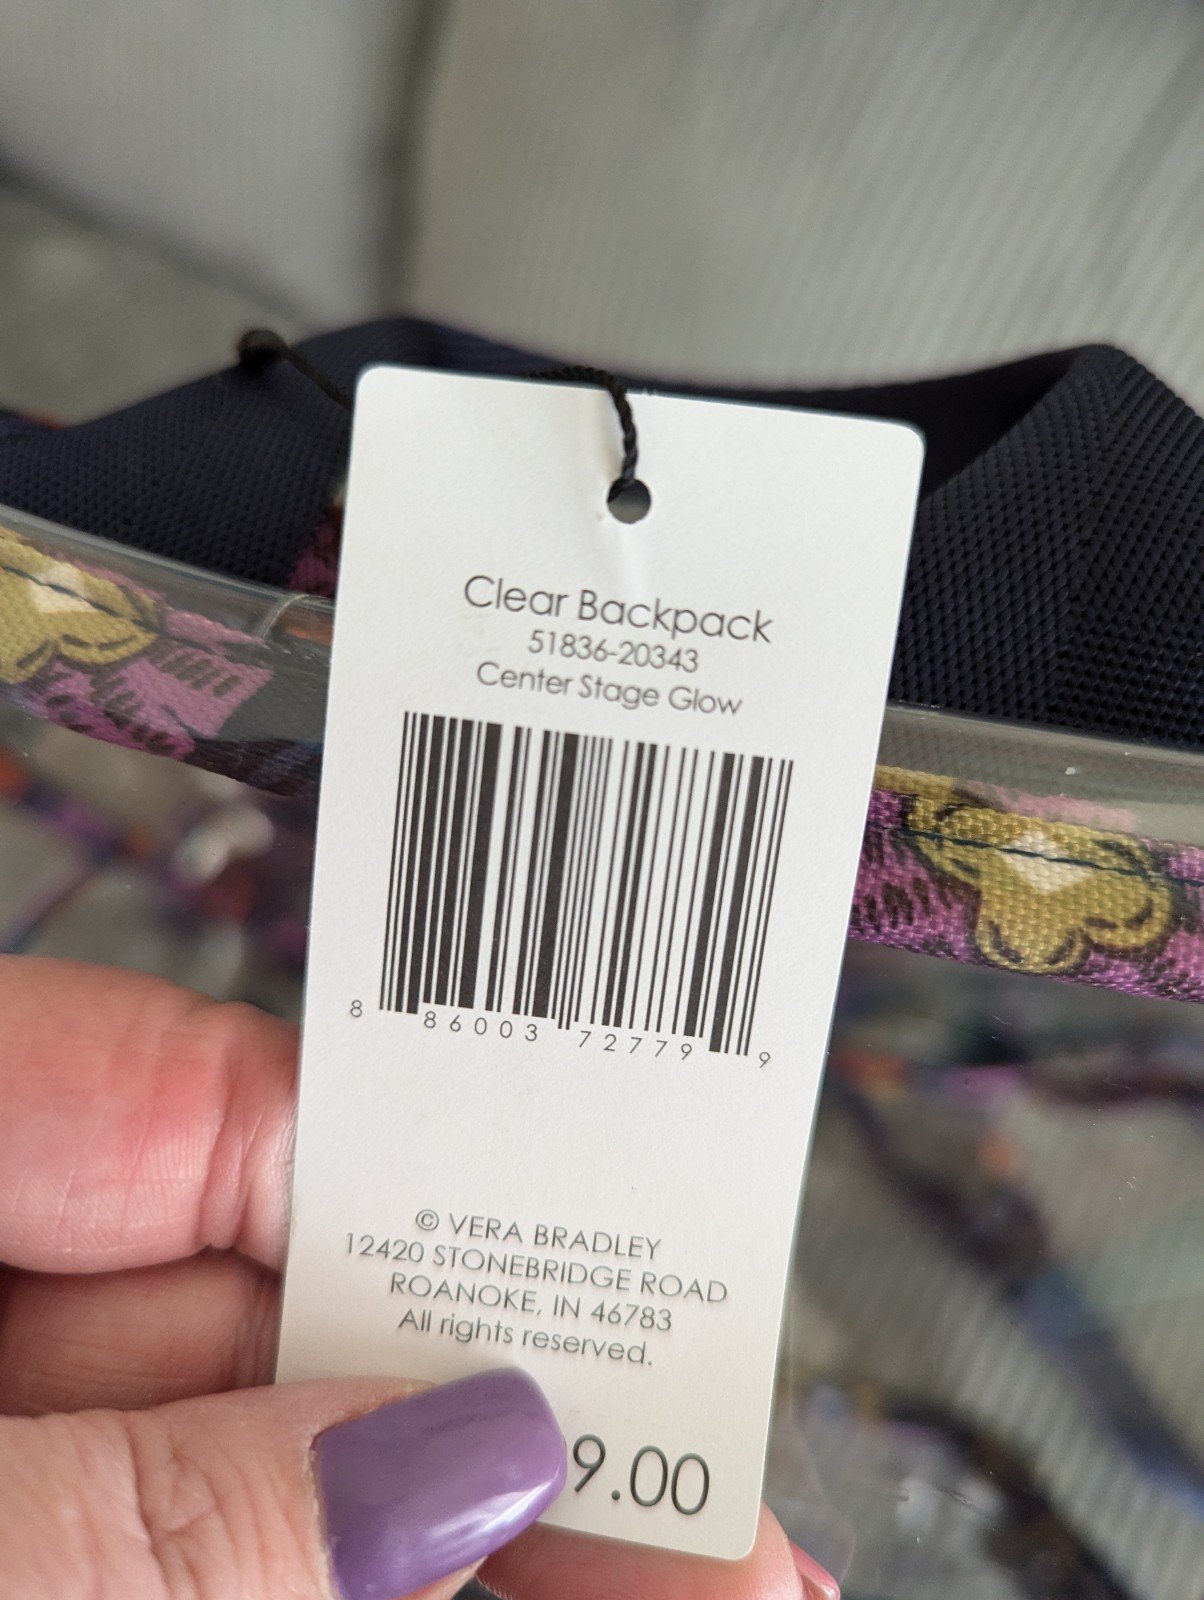 Clear Backpack
51836-20343
Center Stage Glow
8 86003 72779 9
© VERA BRADLEY
12420 STONEBRIDGE ROAD
ROANOKE, IN 46783
All rights reserved.
9.00